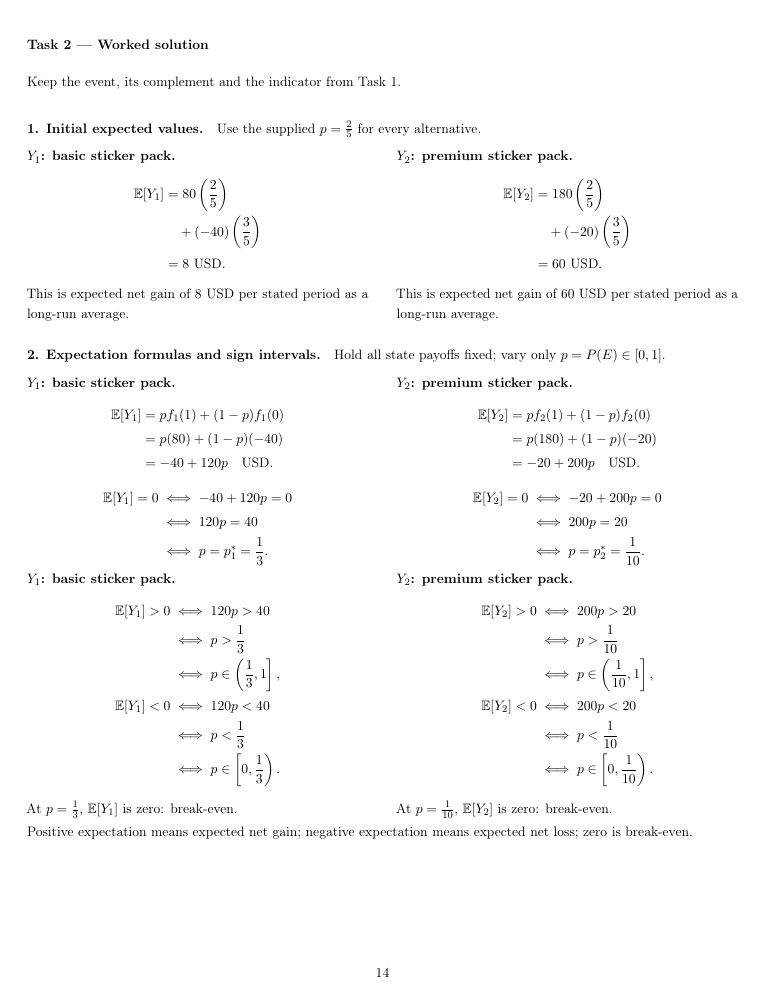 Task 2 — Worked solution
Keep the event, its complement and the indicator from Task 1.
1. Initial expected values. Use the supplied p = 2/5 for every alternative.
Y₁: basic sticker pack.
𝔼[Y₁] = 80 (2/5)
+ (−40) (3/5)
= 8 USD.
This is expected net gain of 8 USD per stated period as a
long-run average.
Y₂: premium sticker pack.
𝔼[Y₂] = 180 (2/5)
+ (−20) (3/5)
= 60 USD.
This is expected net gain of 60 USD per stated period as a
long-run average.
2. Expectation formulas and sign intervals. Hold all state payoffs fixed; vary only p = P(E) ∈ [0, 1].
Y₁: basic sticker pack.
𝔼[Y₁] = pf₁(1) + (1 − p)f₁(0)
= p(80) + (1 − p)(−40)
= −40 + 120p USD.
𝔼[Y₁] = 0 ⟺ −40 + 120p = 0
⟺ 120p = 40
⟺ p = p₁* = 1/3.
Y₂: premium sticker pack.
𝔼[Y₂] = pf₂(1) + (1 − p)f₂(0)
= p(180) + (1 − p)(−20)
= −20 + 200p USD.
𝔼[Y₂] = 0 ⟺ −20 + 200p = 0
⟺ 200p = 20
⟺ p = p₂* = 1/10.
Y₁: basic sticker pack.
𝔼[Y₁] > 0 ⟺ 120p > 40
⟺ p > 1/3
⟺ p ∈ (1/3, 1],
𝔼[Y₁] < 0 ⟺ 120p < 40
⟺ p < 1/3
⟺ p ∈ [0, 1/3).
At p = 1/3, 𝔼[Y₁] is zero: break-even.
Y₂: premium sticker pack.
𝔼[Y₂] > 0 ⟺ 200p > 20
⟺ p > 1/10
⟺ p ∈ (1/10, 1],
𝔼[Y₂] < 0 ⟺ 200p < 20
⟺ p < 1/10
⟺ p ∈ [0, 1/10).
At p = 1/10, 𝔼[Y₂] is zero: break-even.
Positive expectation means expected net gain; negative expectation means expected net loss; zero is break-even.
14